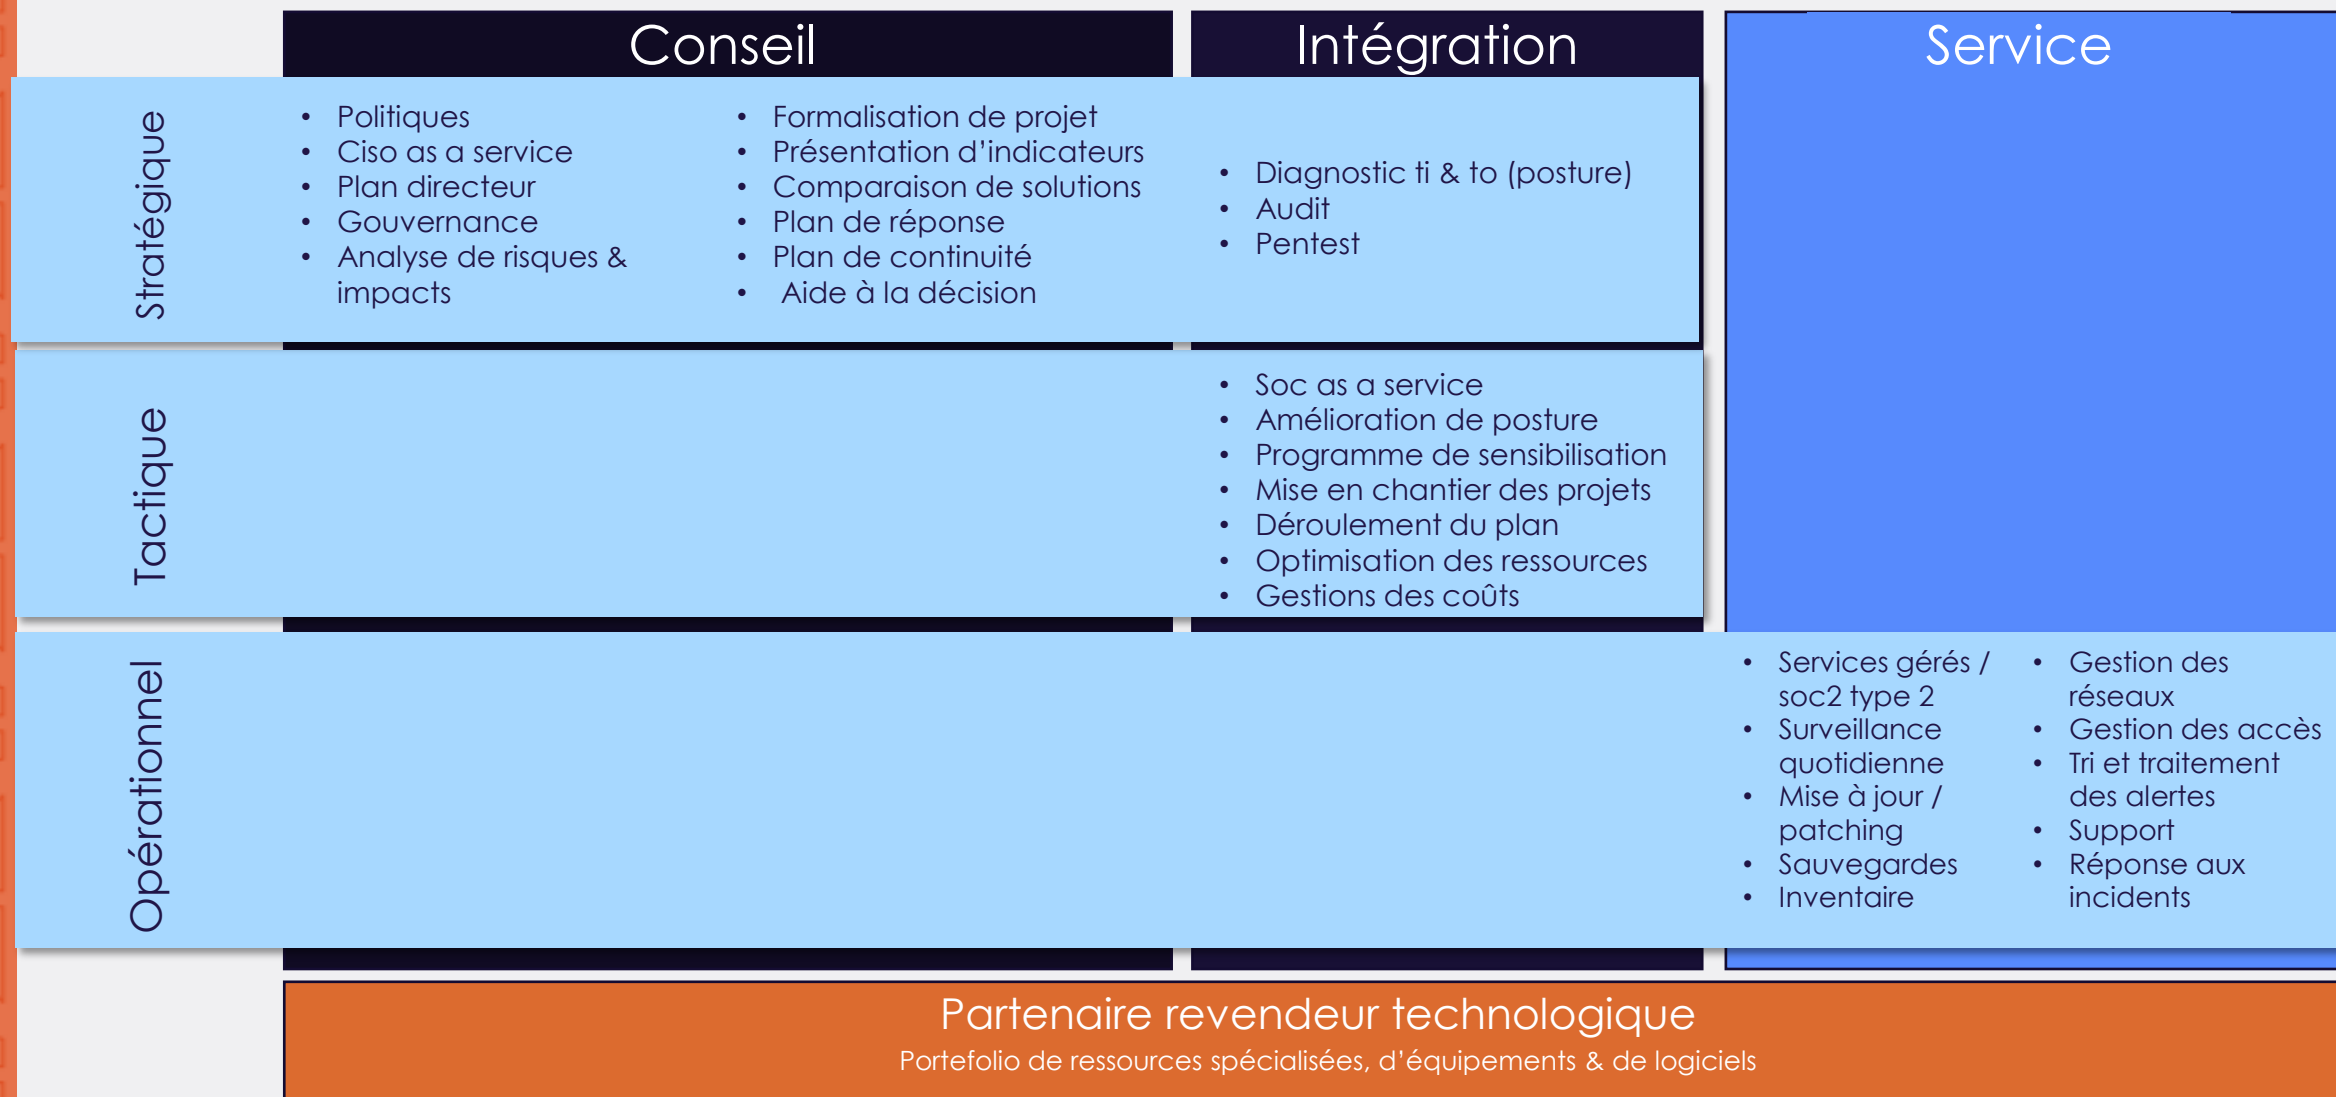 Conseil
Intégration
Service
Stratégique
• Politiques
• Ciso as a service
• Plan directeur
• Gouvernance
• Analyse de risques &
impacts
• Formalisation de projet
• Présentation d'indicateurs
• Comparaison de solutions
• Plan de réponse
• Plan de continuité
• Aide à la décision
• Diagnostic ti & to (posture)
• Audit
• Pentest
Tactique
• Soc as a service
• Amélioration de posture
• Programme de sensibilisation
• Mise en chantier des projets
• Déroulement du plan
• Optimisation des ressources
• Gestions des coûts
Opérationnel
• Services gérés /
soc2 type 2
• Surveillance
quotidienne
• Mise à jour /
patching
• Sauvegardes
• Inventaire
• Gestion des
réseaux
• Gestion des accès
• Tri et traitement
des alertes
• Support
• Réponse aux
incidents
Partenaire revendeur technologique
Portefolio de ressources spécialisées, d'équipements & de logiciels